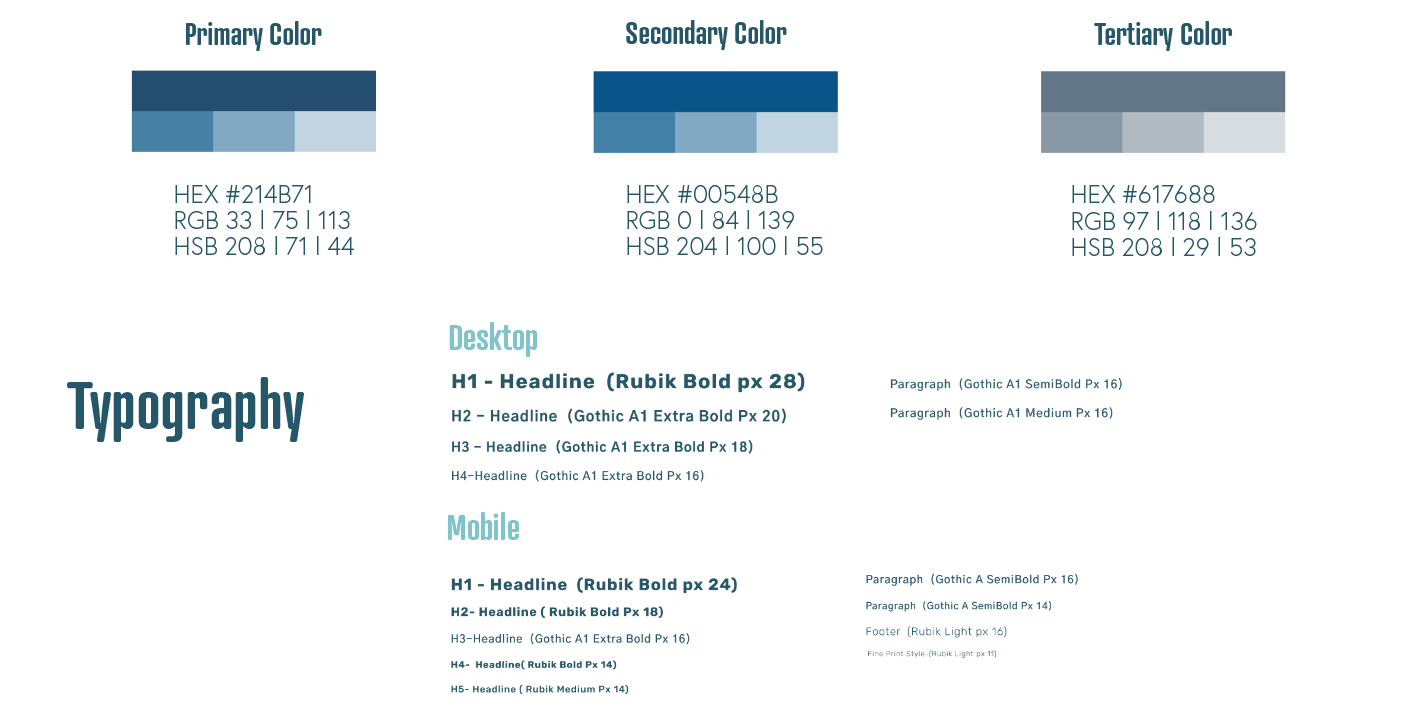 Primary Color
Secondary Color
Tertiary Color
HEX #214B71
RGB 33 | 75 | 113
HSB 208 | 71 | 44
HEX #00548B
RGB 0 | 84 | 139
HSB 204 | 100 | 55
HEX #617688
RGB 97 | 118 | 136
HSB 208 | 29 | 53
Typography
Desktop
H1 - Headline (Rubik Bold px 28)
H2 – Headline (Gothic A1 Extra Bold Px 20)
H3 – Headline (Gothic A1 Extra Bold Px 18)
H4–Headline (Gothic A1 Extra Bold Px 16)
Paragraph (Gothic A1 SemiBold Px 16)
Paragraph (Gothic A1 Medium Px 16)
Mobile
H1 - Headline (Rubik Bold px 24)
H2- Headline ( Rubik Bold Px 18)
H3–Headline (Gothic A1 Extra Bold Px 16)
H4- Headline( Rubik Bold Px 14)
H5- Headline ( Rubik Medium Px 14)
Paragraph (Gothic A SemiBold Px 16)
Paragraph (Gothic A SemiBold Px 14)
Footer (Rubik Light px 16)
Fine Print Style-(Rubik Light px 11)